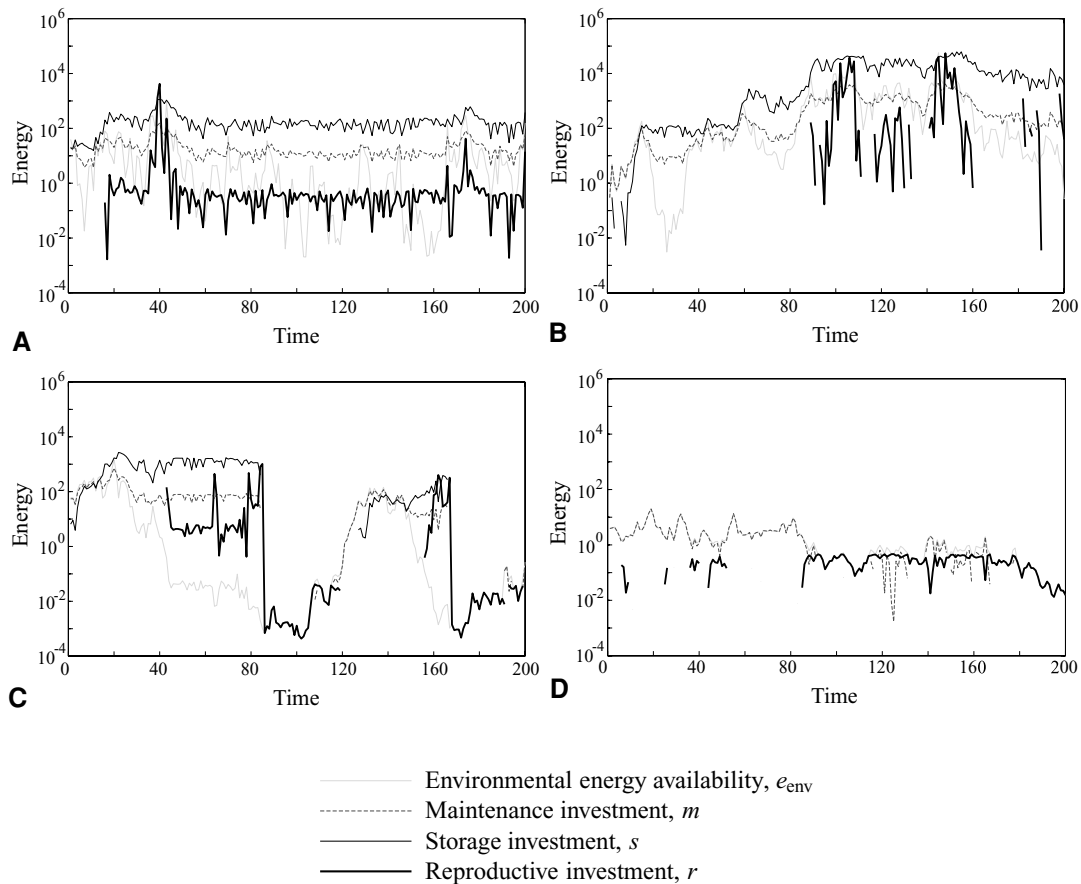 10^6
10^4
10^2
10^0
10^-2
10^-4
Energy
0 40 80 120 160 200
Time
A
10^6
10^4
10^2
10^0
10^-2
10^-4
Energy
0 40 80 120 160 200
Time
B
10^6
10^4
10^2
10^0
10^-2
10^-4
Energy
0 40 80 120 160 200
Time
C
10^6
10^4
10^2
10^0
10^-2
10^-4
Energy
0 40 80 120 160 200
Time
D
Environmental energy availability, e_env
Maintenance investment, m
Storage investment, s
Reproductive investment, r